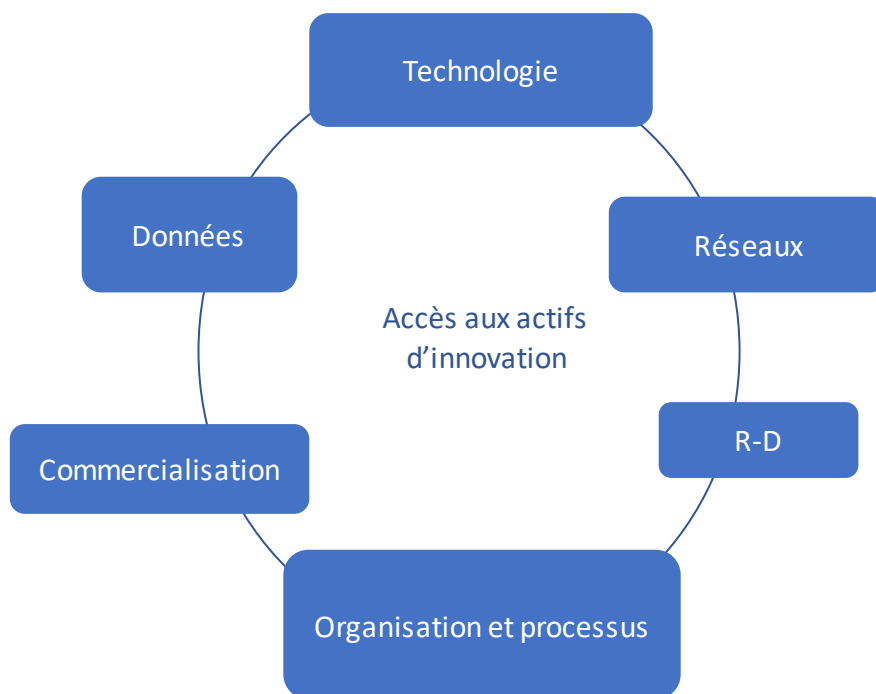 Technologie
Données
Réseaux
Accès aux actifs
d’innovation
Commercialisation
R-D
Organisation et processus